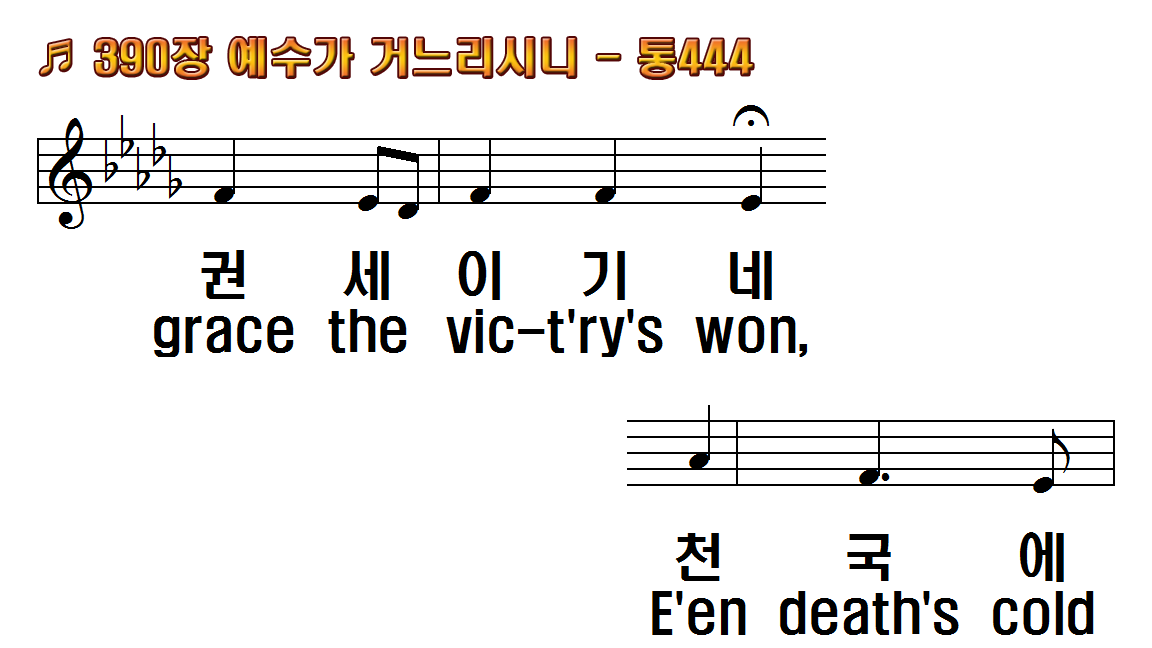 ♬ 390장 예수가 거느리시니 - 통444
권 세 이 기 네
grace the vic-t'ry's won,
천 국 에
E'en death's cold